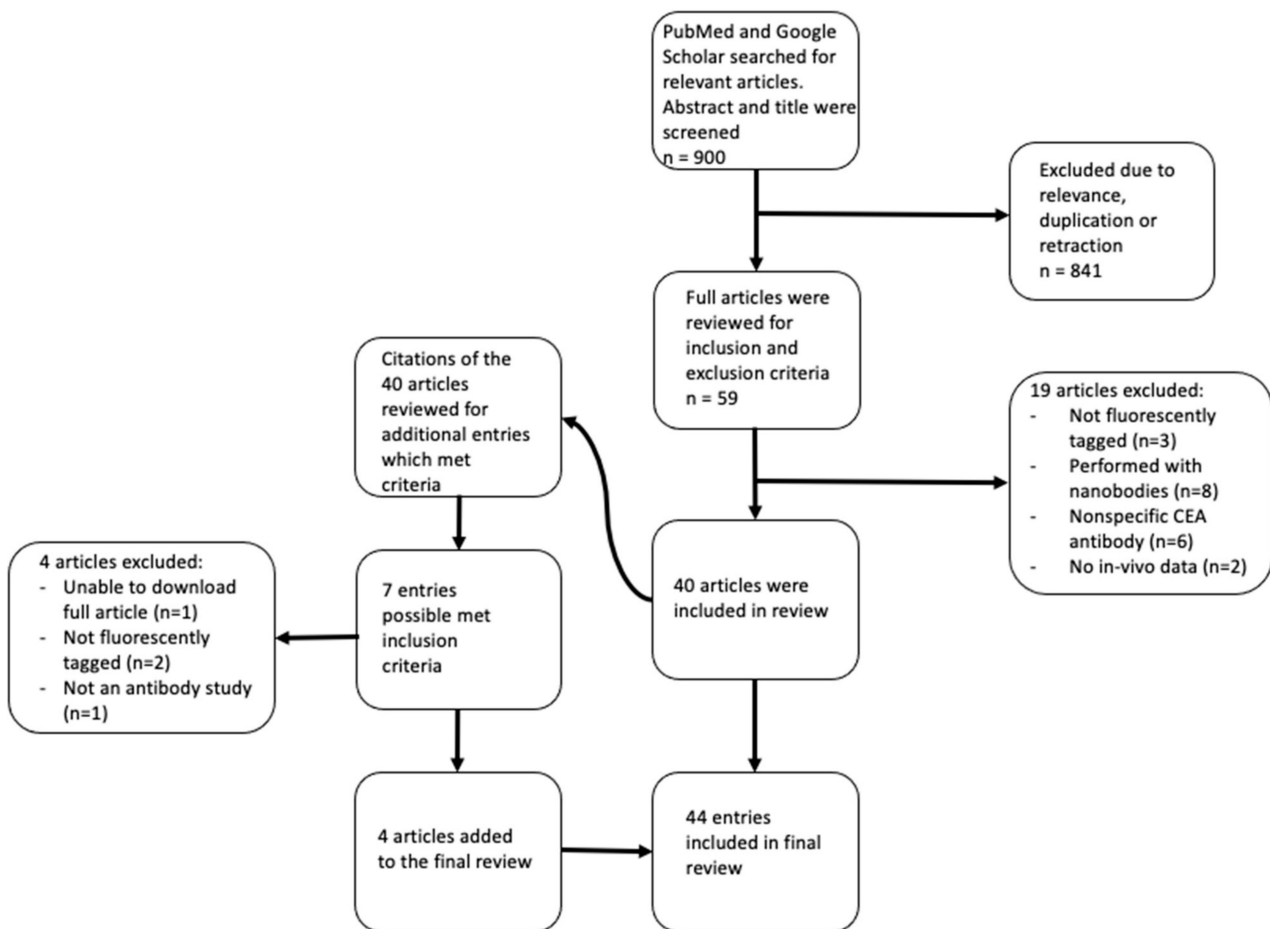 PubMed and Google
Scholar searched for
relevant articles.
Abstract and title were
screened
n = 900
Excluded due to
relevance,
duplication or
retraction
n = 841
Full articles were
reviewed for
inclusion and
exclusion criteria
n = 59
19 articles excluded:
- Not fluorescently
tagged (n=3)
- Performed with
nanobodies (n=8)
- Nonspecific CEA
antibody (n=6)
- No in-vivo data (n=2)
40 articles were
included in review
Citations of the
40 articles
reviewed for
additional entries
which met
criteria
7 entries
possible met
inclusion
criteria
4 articles excluded:
- Unable to download
full article (n=1)
- Not fluorescently
tagged (n=2)
- Not an antibody study
(n=1)
4 articles added
to the final review
44 entries
included in final
review